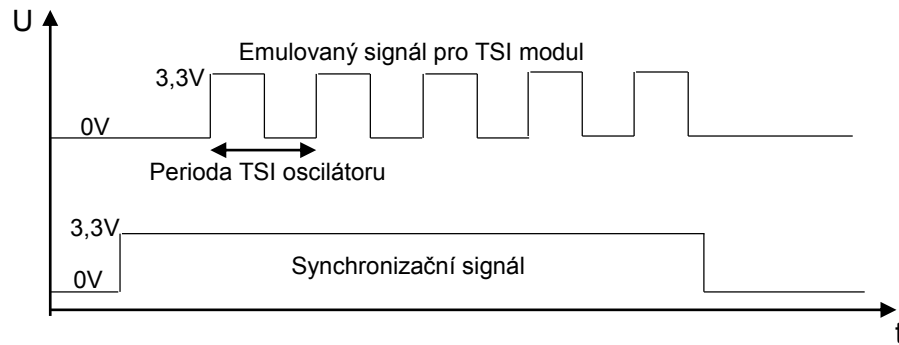 U
Emulovaný signál pro TSI modul
3,3V
0V
Perioda TSI oscilátoru
3,3V
Synchronizační signál
0V
t